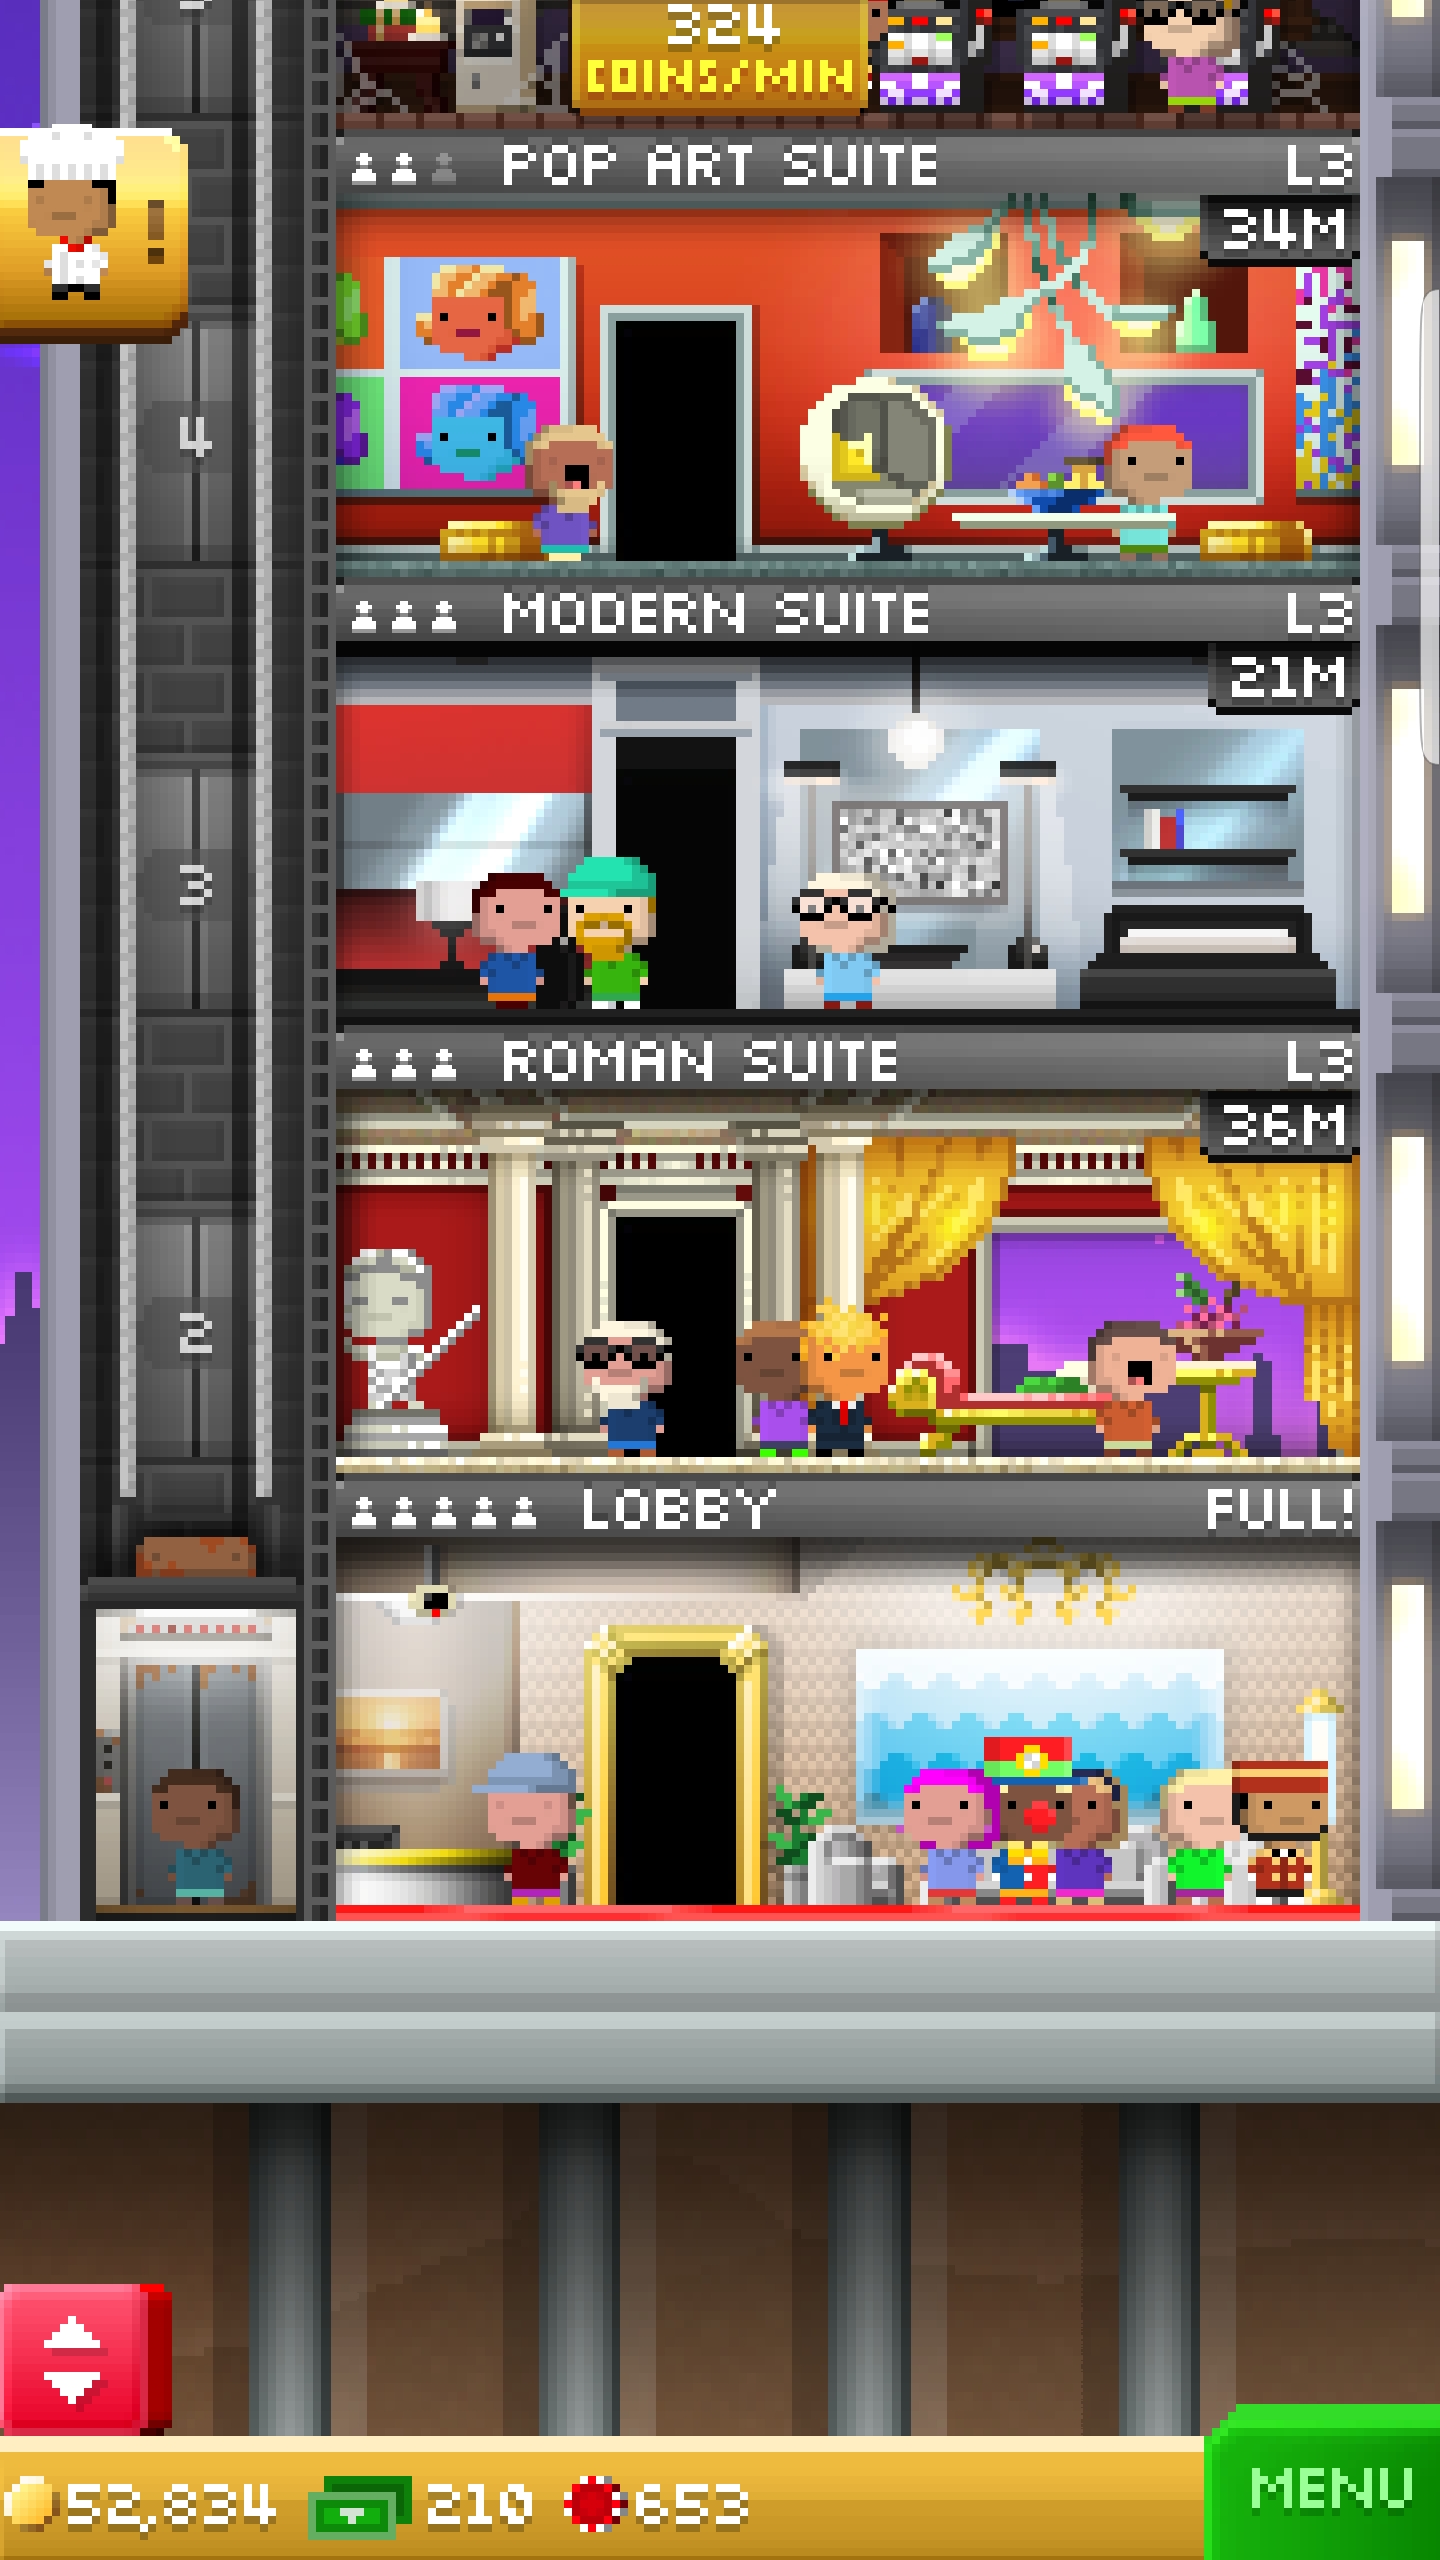 324
COINS/MIN
POP ART SUITE L3
34M
!
4
MODERN SUITE L3
21M
3
ROMAN SUITE L3
36M
2
LOBBY FULL!
52,834 210 653
MENU